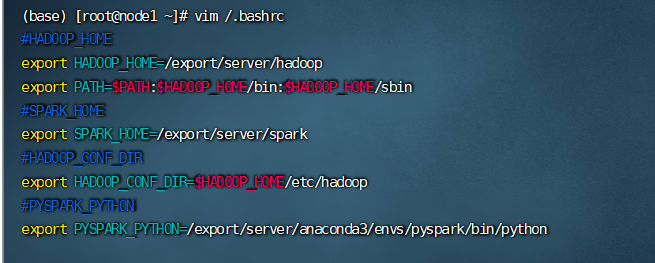 (base) [root@node1 ~]# vim /.bashrc
#HADOOP_HOME
export HADOOP_HOME=/export/server/hadoop
export PATH=$PATH:$HADOOP_HOME/bin:$HADOOP_HOME/sbin
#SPARK_HOME
export SPARK_HOME=/export/server/spark
#HADOOP_CONF_DIR
export HADOOP_CONF_DIR=$HADOOP_HOME/etc/hadoop
#PYSPARK_PYTHON
export PYSPARK_PYTHON=/export/server/anaconda3/envs/pyspark/bin/python